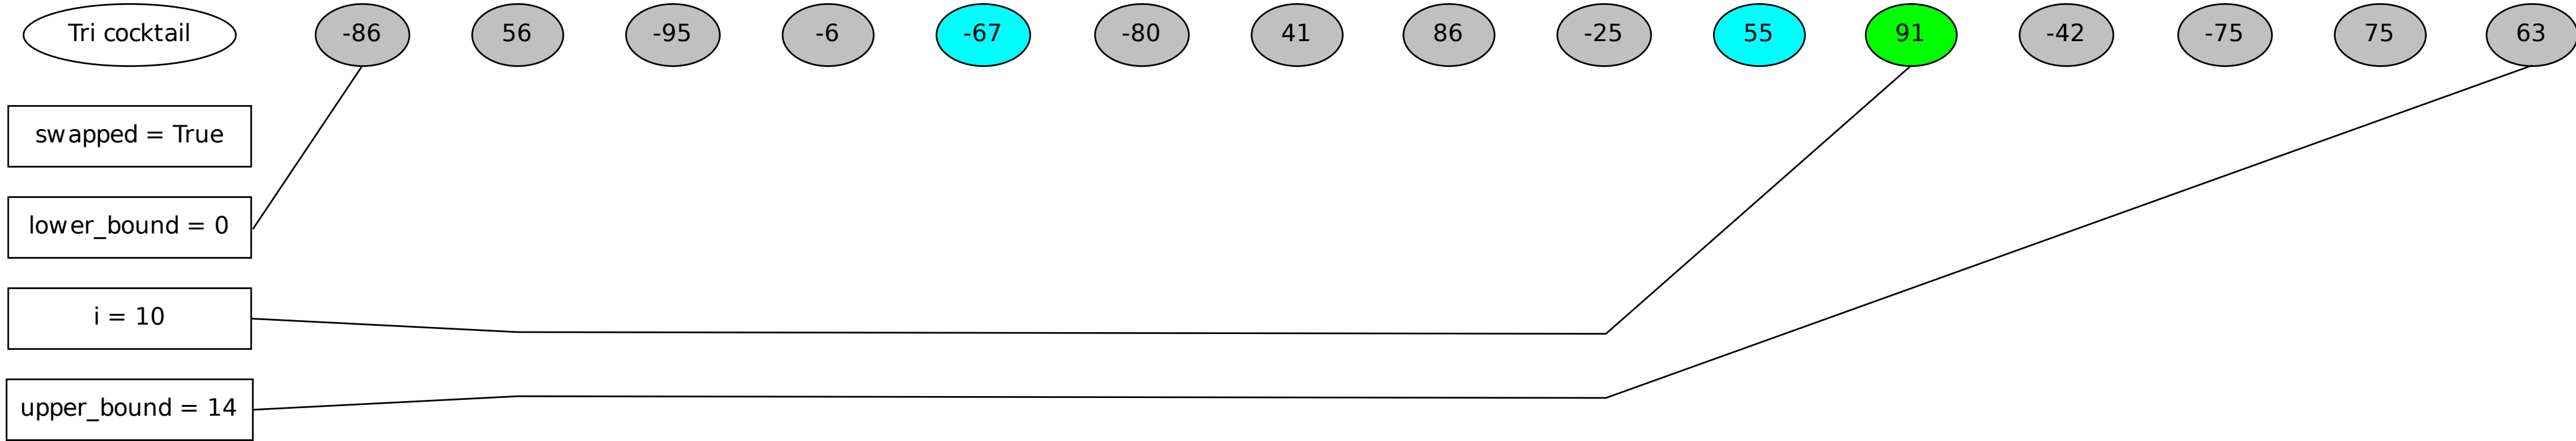 Tri cocktail -86 56 -95 -6 -67 -80 41 86 -25 55 91 -42 -75 75 63
swapped = True
lower_bound = 0
i = 10
upper_bound = 14